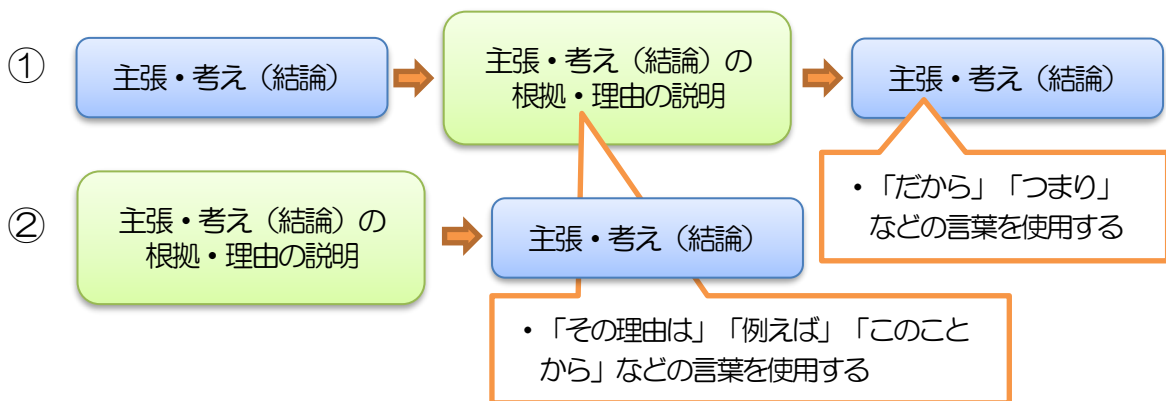 ①
主張・考え（結論）
主張・考え（結論）の
根拠・理由の説明
主張・考え（結論）
・「だから」「つまり」
などの言葉を使用する
②
主張・考え（結論）の
根拠・理由の説明
主張・考え（結論）
・「その理由は」「例えば」「このこと
から」などの言葉を使用する